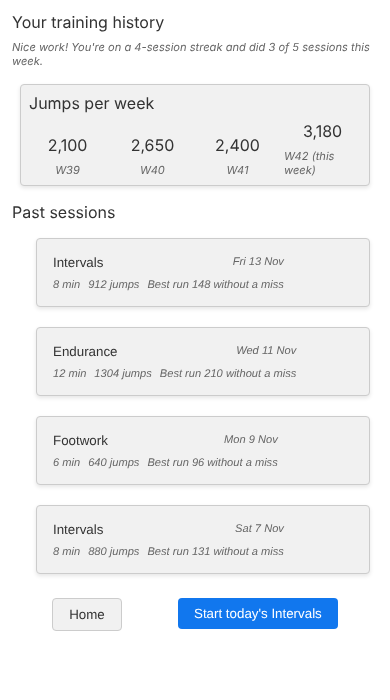 Your training history
Nice work! You're on a 4-session streak and did 3 of 5 sessions this
week.
Jumps per week
2,100
2,650
2,400
3,180
W39
W40
W41
W42 (this
week)
Past sessions
Intervals
Fri 13 Nov
8 min 912 jumps Best run 148 without a miss
Endurance
Wed 11 Nov
12 min 1304 jumps Best run 210 without a miss
Footwork
Mon 9 Nov
6 min 640 jumps Best run 96 without a miss
Intervals
Sat 7 Nov
8 min 880 jumps Best run 131 without a miss
Home
Start today's Intervals